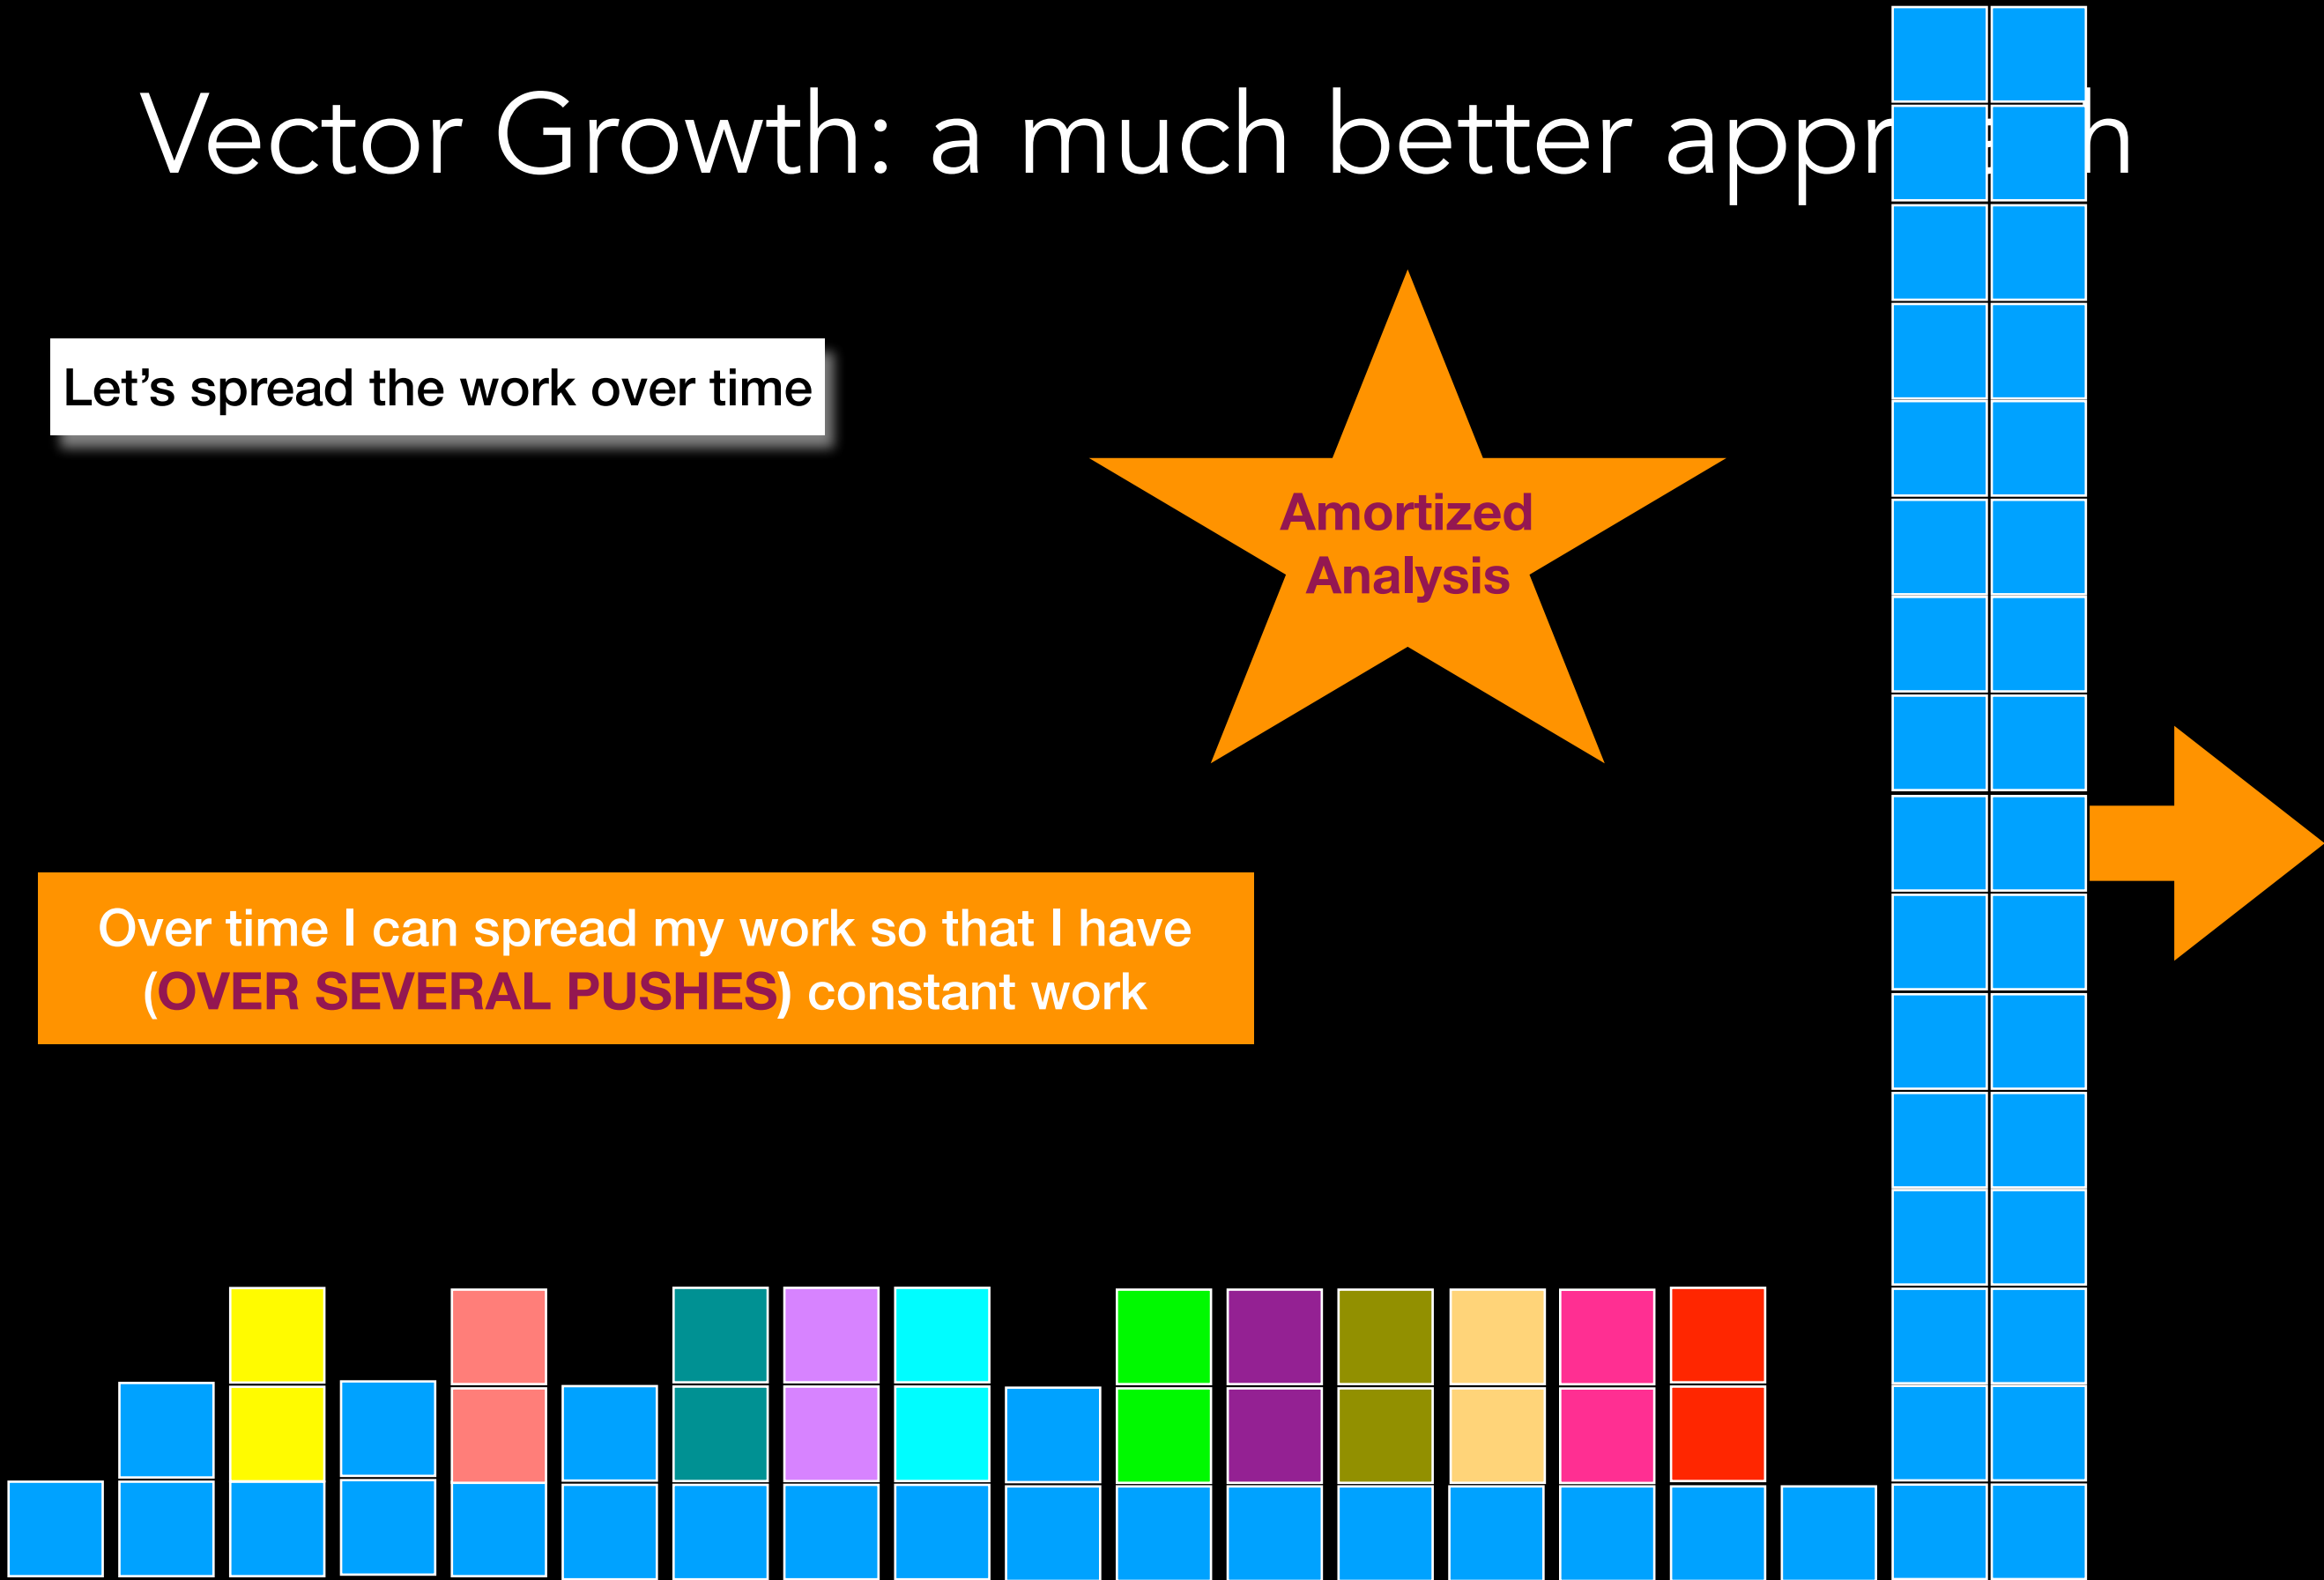 Vector Growth: a much better appr h
Let's spread the work over time
Amortized
Analysis
Over time I can spread my work so that I have
(OVER SEVERAL PUSHES) constant work